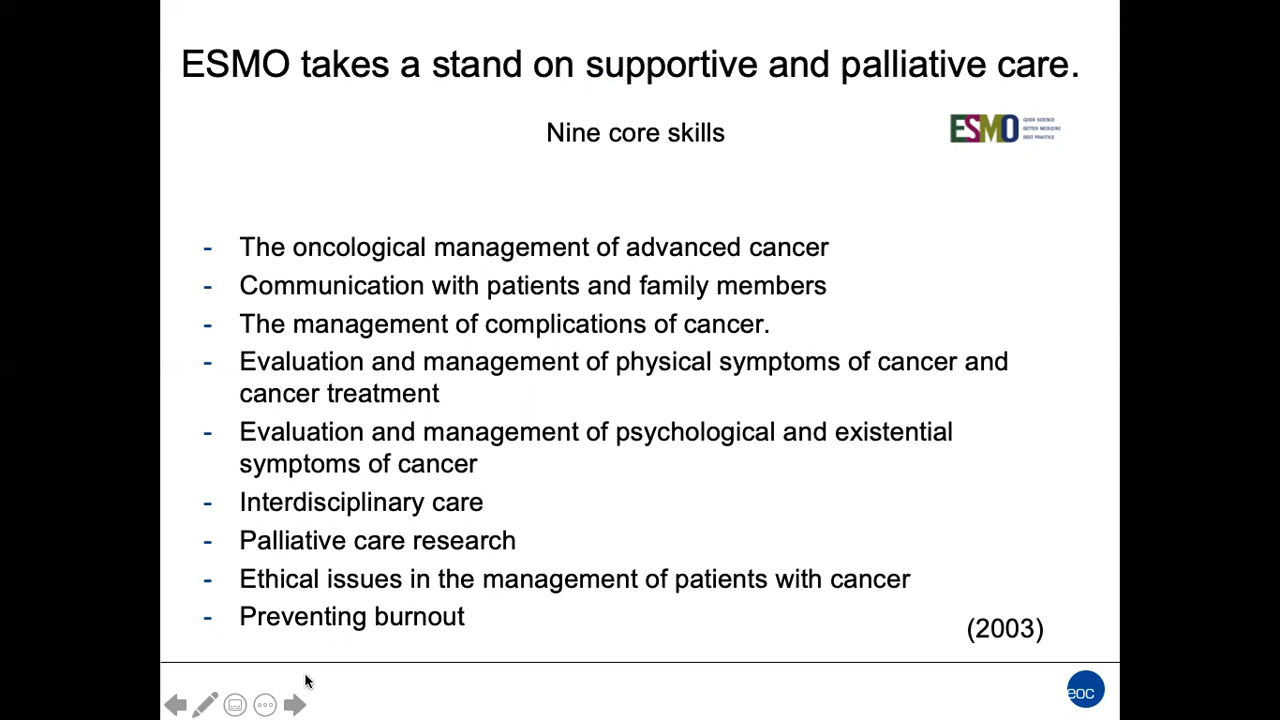 ESMO takes a stand on supportive and palliative care.
Nine core skills
ESMO
GOOD SCIENCE
BETTER MEDICINE
BEST PRACTICE
- The oncological management of advanced cancer
- Communication with patients and family members
- The management of complications of cancer.
- Evaluation and management of physical symptoms of cancer and
cancer treatment
- Evaluation and management of psychological and existential
symptoms of cancer
- Interdisciplinary care
- Palliative care research
- Ethical issues in the management of patients with cancer
- Preventing burnout
(2003)
eoc